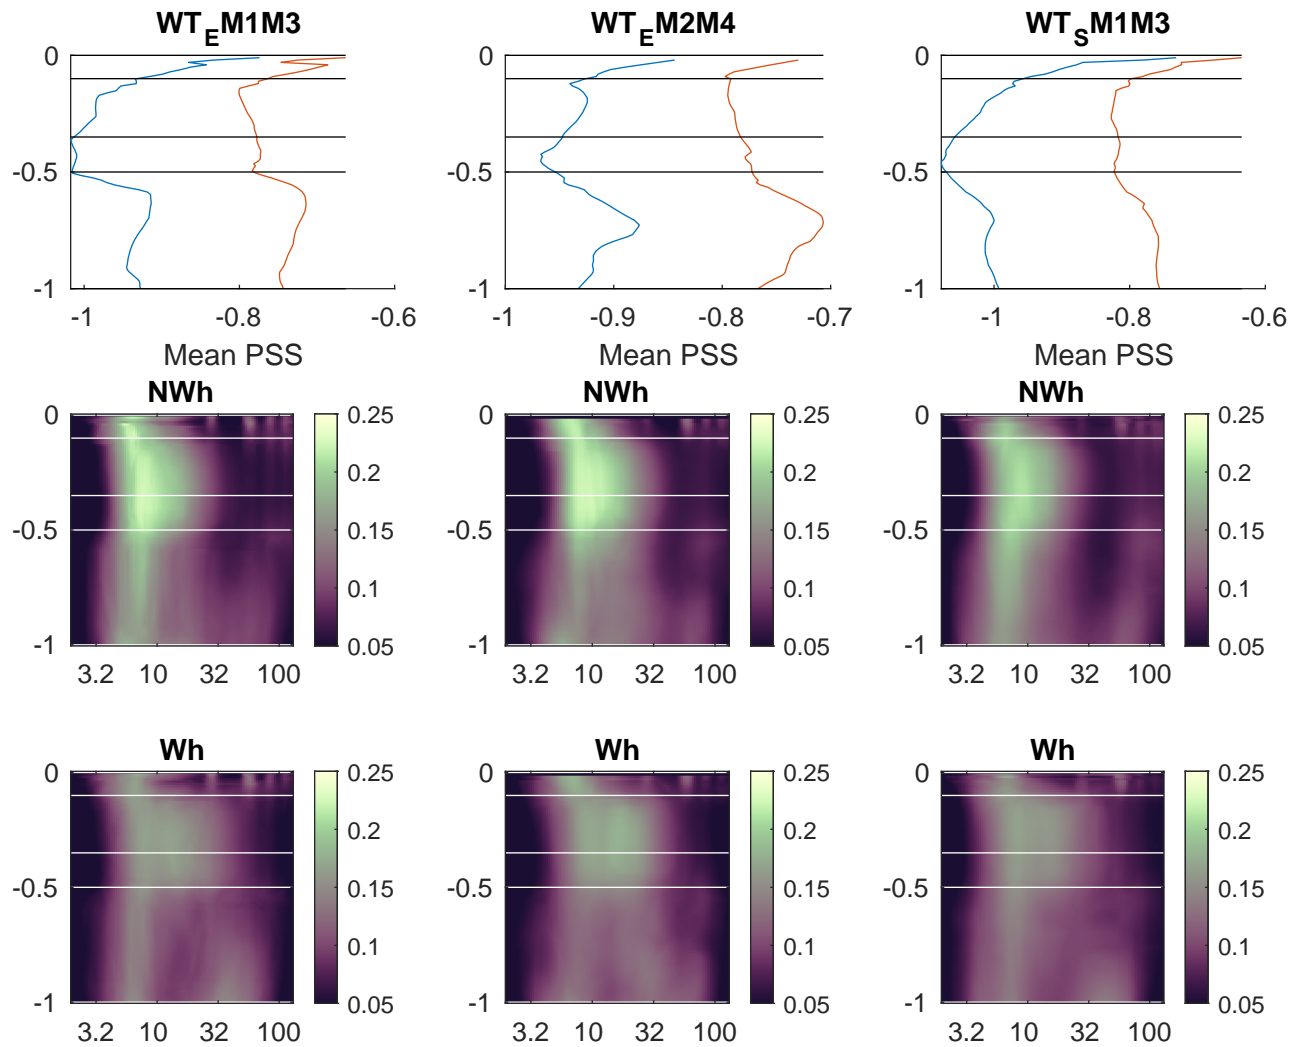 WT_EM1M3 WT_EM2M4 WT_SM1M3
0 0 0
-0.5 -0.5 -0.5
-1 -1 -1
-1 -0.8 -0.6 -1 -0.9 -0.8 -0.7 -1 -0.8 -0.6
Mean PSS Mean PSS Mean PSS
NWh NWh NWh
0 0.25 0 0.25 0 0.25
0.2 0.2 0.2
-0.5 0.15 -0.5 0.15 -0.5 0.15
0.1 0.1 0.1
-1 0.05 -1 0.05 -1 0.05
3.2 10 32 100 3.2 10 32 100 3.2 10 32 100
Wh Wh Wh
0 0.25 0 0.25 0 0.25
0.2 0.2 0.2
-0.5 0.15 -0.5 0.15 -0.5 0.15
0.1 0.1 0.1
-1 0.05 -1 0.05 -1 0.05
3.2 10 32 100 3.2 10 32 100 3.2 10 32 100